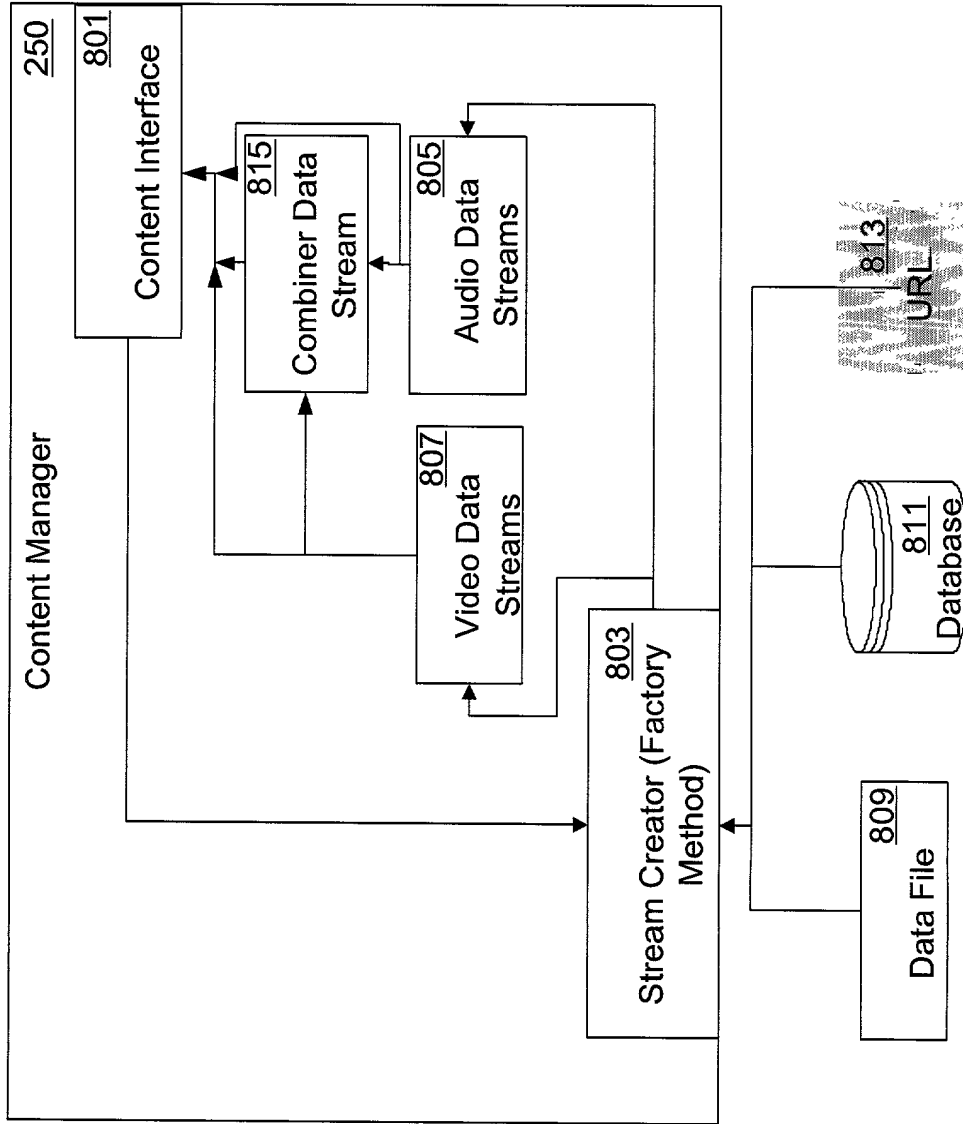 Content Manager
250
801
Content Interface
815
Combiner Data
Stream
807
Video Data
Streams
805
Audio Data
Streams
803
Stream Creator (Factory
Method)
809
Data File
811
Database
813
URL